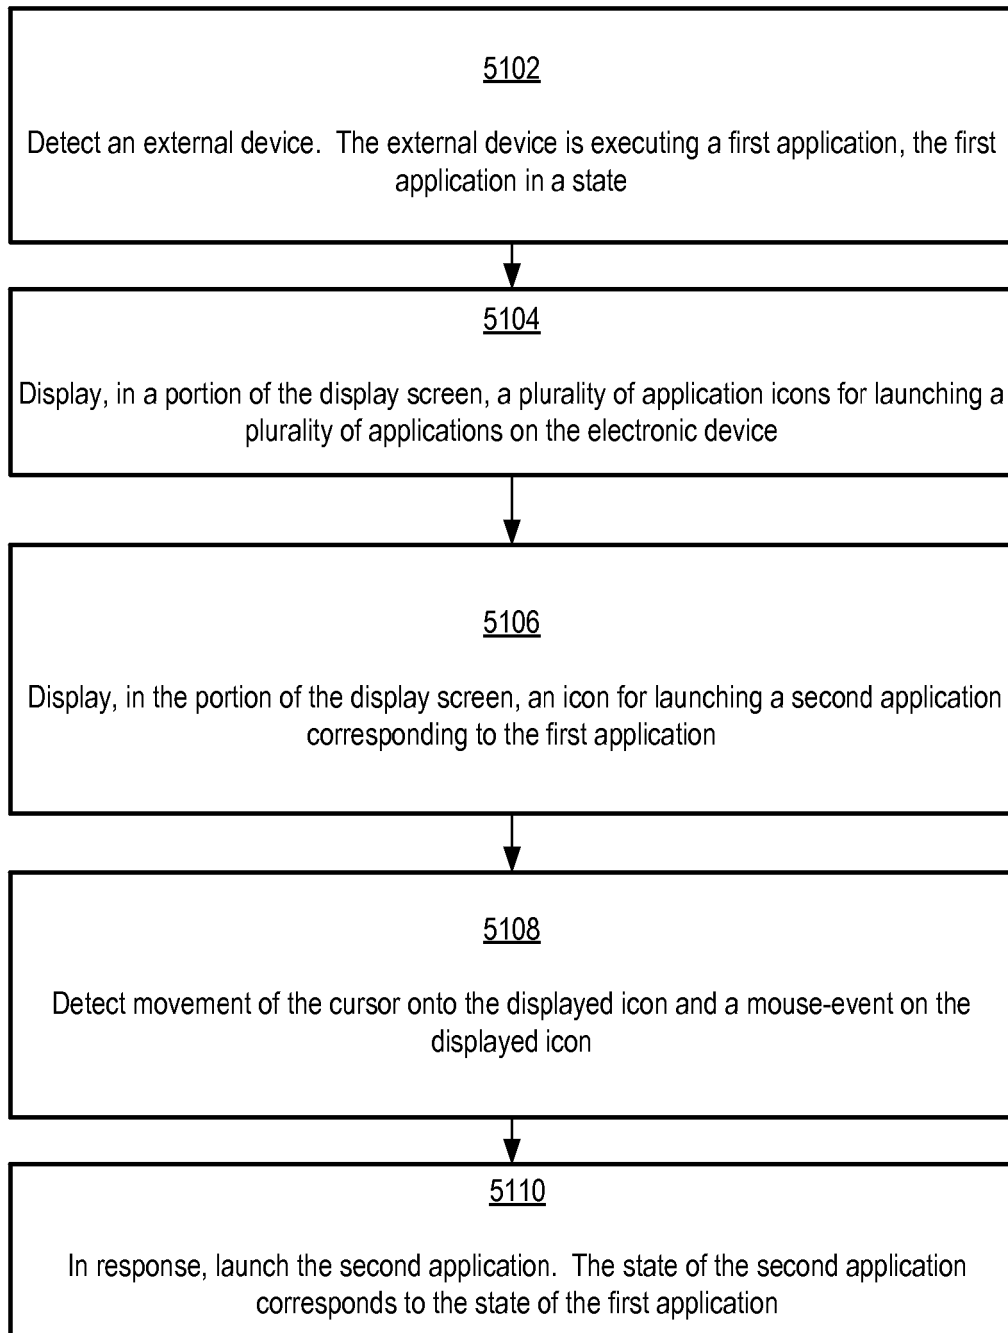 5102
Detect an external device. The external device is executing a first application, the first
application in a state
5104
Display, in a portion of the display screen, a plurality of application icons for launching a
plurality of applications on the electronic device
5106
Display, in the portion of the display screen, an icon for launching a second application
corresponding to the first application
5108
Detect movement of the cursor onto the displayed icon and a mouse-event on the
displayed icon
5110
In response, launch the second application. The state of the second application
corresponds to the state of the first application